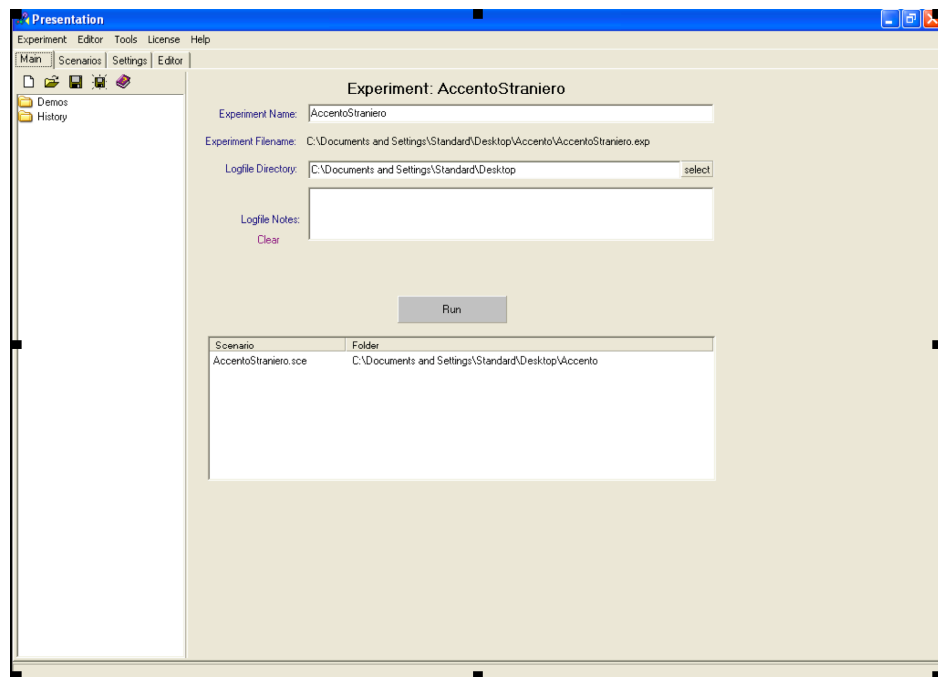 Presentation
Experiment Editor Tools License Help
Main Scenarios Settings Editor
Demos
History
Experiment: AccentoStraniero
Experiment Name: AccentoStraniero
Experiment Filename: C:\Documents and Settings\Standard\Desktop\Accento\AccentoStraniero.exp
Logfile Directory: C:\Documents and Settings\Standard\Desktop select
Logfile Notes:
Clear
Run
Scenario Folder
AccentoStraniero.sce C:\Documents and Settings\Standard\Desktop\Accento